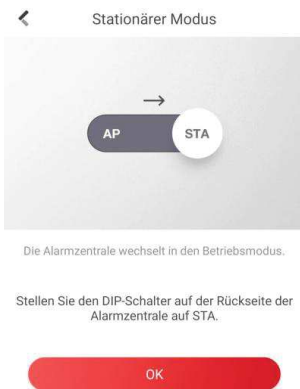 Stationärer Modus
AP
STA
Die Alarmzentrale wechselt in den Betriebsmodus.
Stellen Sie den DIP-Schalter auf der Rückseite der
Alarmzentrale auf STA.
OK